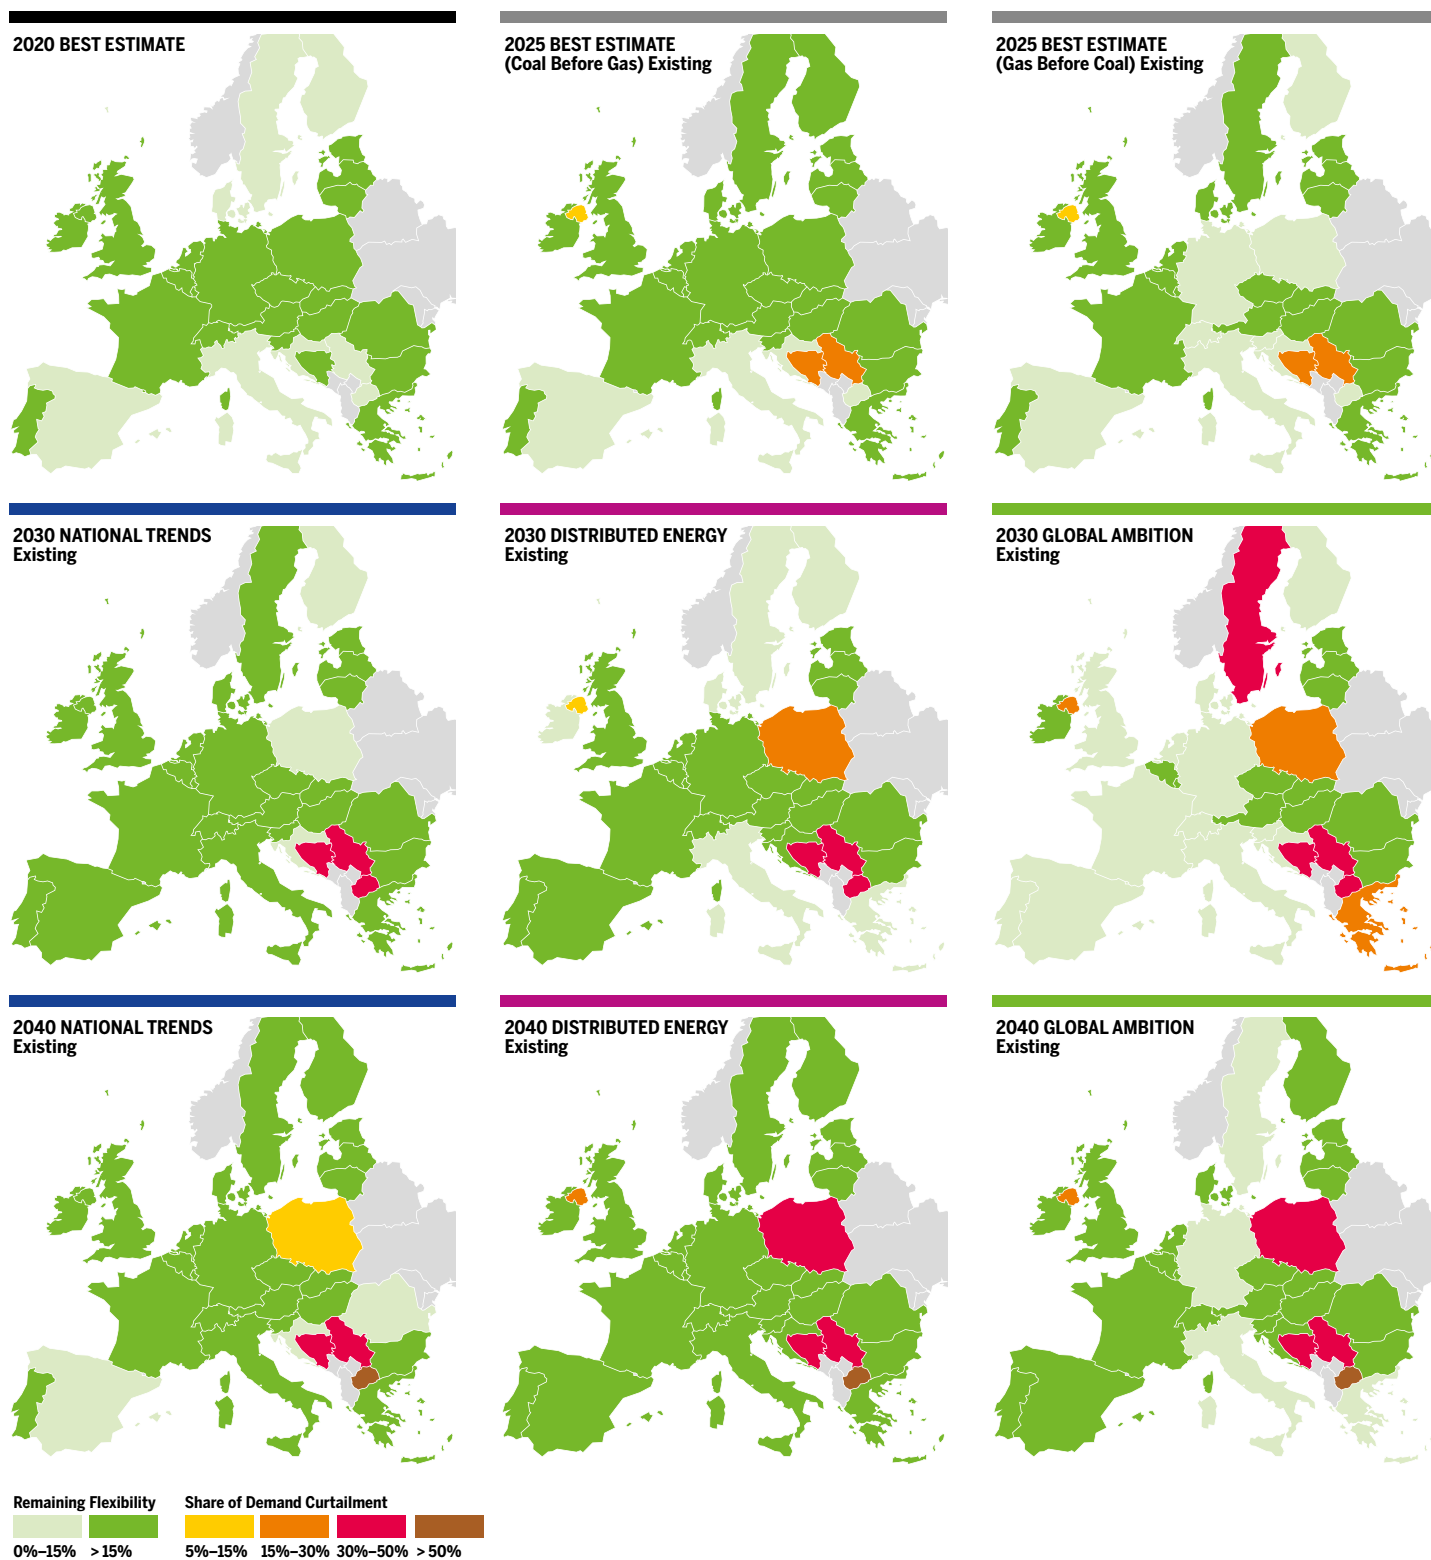 2020 BEST ESTIMATE
2025 BEST ESTIMATE
(Coal Before Gas) Existing
2025 BEST ESTIMATE
(Gas Before Coal) Existing
2030 NATIONAL TRENDS
Existing
2030 DISTRIBUTED ENERGY
Existing
2030 GLOBAL AMBITION
Existing
2040 NATIONAL TRENDS
Existing
2040 DISTRIBUTED ENERGY
Existing
2040 GLOBAL AMBITION
Existing
Remaining Flexibility
0%–15% > 15%
Share of Demand Curtailment
5%–15% 15%–30% 30%–50% > 50%